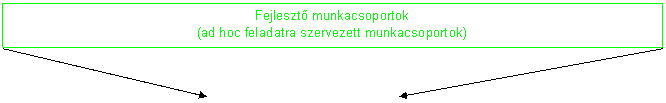 Fejlesztő munkacsoportok
(ad hoc feladatra szervezett munkacsoportok)